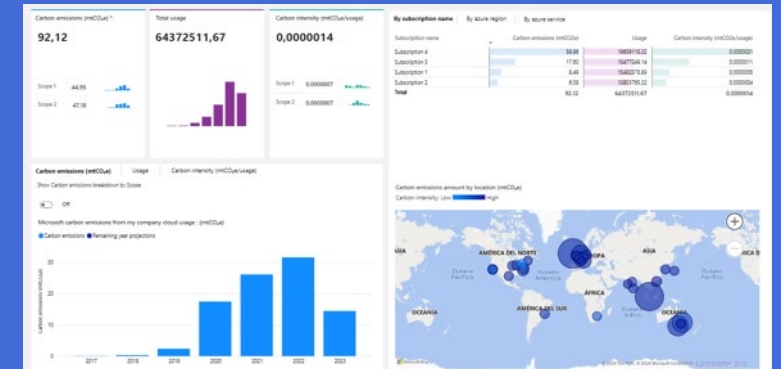 Carbon emissions (mtCO₂e) *
92,12
Scope 1 44,95
Scope 2 47,18
Total usage
64372511,67
Carbon intensity (mtCO₂e/usage)
0,0000014
Scope 1 0,0000007
Scope 2 0,0000007
By subscription name By azure region By azure service
Subscription name Carbon emissions (mtCO2e) Usage Carbon intensity (mtCO2e/usage)
Subscription 4
Subscription 3 17,60
Subscription 1 8,49
Subscription 2
Total 92,12 64372511,67 0,0000014
Carbon emissions (mtCO₂e) Usage Carbon intensity (mtCO₂e/usage)
Show Carbon emissions breakdown by Scope
Off
Microsoft carbon emissions from my company cloud usage : (mtCO₂e)
Carbon emissions Remaining year projections
Carbon emissions (mtCO₂e)
30
20
10
0
2017 2018 2019 2020 2021 2022 2023
Carbon emissions amount by location (mtCO₂e)
Carbon intensity: Low High
AMÉRICA DEL NORTE
ASIA
Océano
Pacífico
Océano
Atlántico
ÁFRICA
AMÉRICA DEL SUR
OCEANÍA
Océano
Índico
Océano
Pacífico